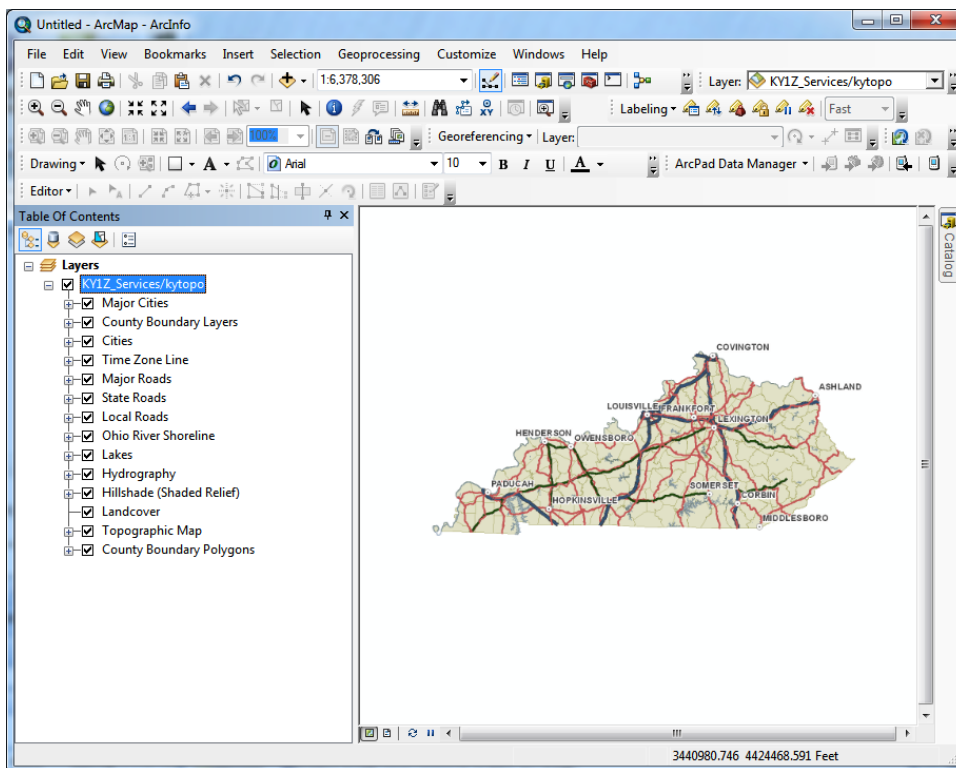 Untitled - ArcMap - ArcInfo
File Edit View Bookmarks Insert Selection Geoprocessing Customize Windows Help
1:6,378,306 Layer: KY1Z_Services/kytopo
Labeling Fast
100% Georeferencing Layer:
Drawing A Arial 10 B I U A ArcPad Data Manager
Editor
Table Of Contents
Catalog
Layers
KY1Z_Services/kytopo
Major Cities
County Boundary Layers
Cities
Time Zone Line
Major Roads
State Roads
Local Roads
Ohio River Shoreline
Lakes
Hydrography
Hillshade (Shaded Relief)
Landcover
Topographic Map
County Boundary Polygons
COVINGTON
ASHLAND
LOUISVILLE FRANKFORT
LEXINGTON
HENDERSON OWENSBORO
PADUCAH
SOMERSET
HOPKINSVILLE
CORBIN
MIDDLESBORO
3440980.746 4424468.591 Feet